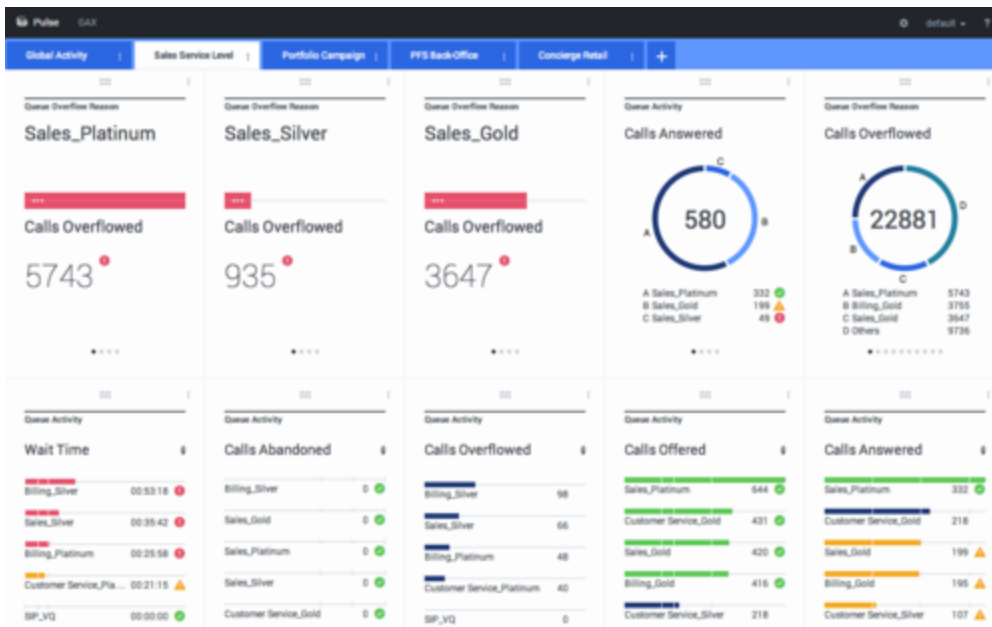 Pulse GAX default ?
Global Activity Sales Service Level Portfolio Campaign PFS Back-Office Concierge Retail +
Queue Overflow Reason
Sales_Platinum
Calls Overflowed
5743
Queue Overflow Reason
Sales_Silver
Calls Overflowed
935
Queue Overflow Reason
Sales_Gold
Calls Overflowed
3647
Queue Activity
Calls Answered
C
580
A
B
A Sales_Platinum 332
B Sales_Gold 199
C Sales_Silver 49
Queue Activity
Calls Overflowed
A
22881
D
B
C
A Sales_Platinum 5743
B Billing_Gold 3755
C Sales_Gold 3647
D Others 9736
Queue Activity
Wait Time
Billing_Silver 00:53:18
Sales_Silver 00:35:42
Billing_Platinum 00:25:58
Customer Service_Pla... 00:21:15
SIP_VQ 00:00:00
Queue Activity
Calls Abandoned
Billing_Silver 0
Sales_Gold 0
Sales_Platinum 0
Sales_Silver 0
Customer Service_Gold 0
Queue Activity
Calls Overflowed
Billing_Silver 98
Sales_Silver 66
Billing_Platinum 48
Customer Service_Platinum 40
SIP_VQ 0
Queue Activity
Calls Offered
Sales_Platinum 644
Customer Service_Gold 431
Sales_Gold 420
Billing_Gold 416
Customer Service_Silver 218
Queue Activity
Calls Answered
Sales_Platinum 332
Customer Service_Gold 218
Sales_Gold 199
Billing_Gold 195
Customer Service_Silver 107